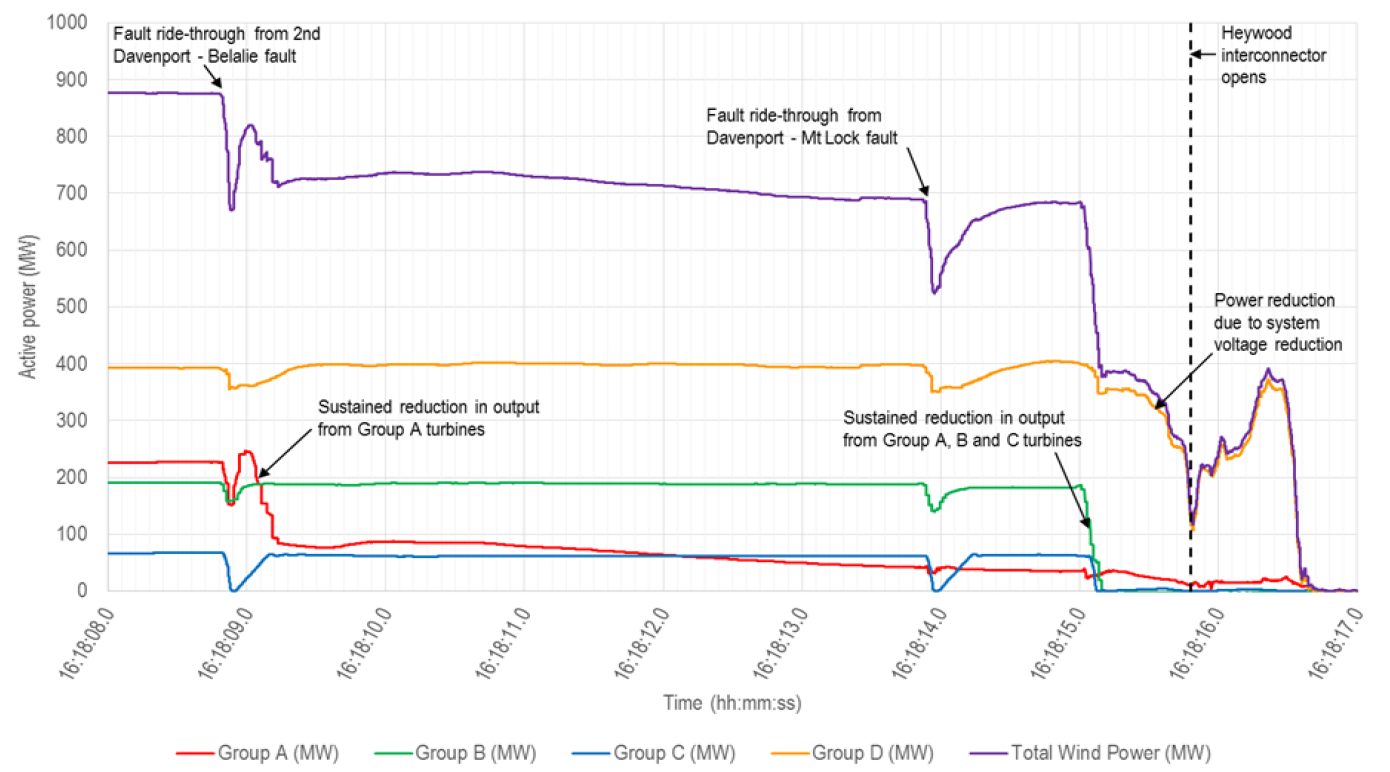 1000
900
800
700
600
500
400
300
200
100
0
Active power (MW)
Fault ride-through from 2nd
Davenport - Belalie fault
Fault ride-through from
Davenport - Mt Lock fault
Heywood
interconnector
opens
Power reduction
due to system
voltage reduction
Sustained reduction in output
from Group A turbines
Sustained reduction in output
from Group A, B and C turbines
16:18:08.0
16:18:09.0
16:18:10.0
16:18:11.0
16:18:12.0
16:18:13.0
16:18:14.0
16:18:15.0
16:18:16.0
16:18:17.0
Time (hh:mm:ss)
Group A (MW)
Group B (MW)
Group C (MW)
Group D (MW)
Total Wind Power (MW)